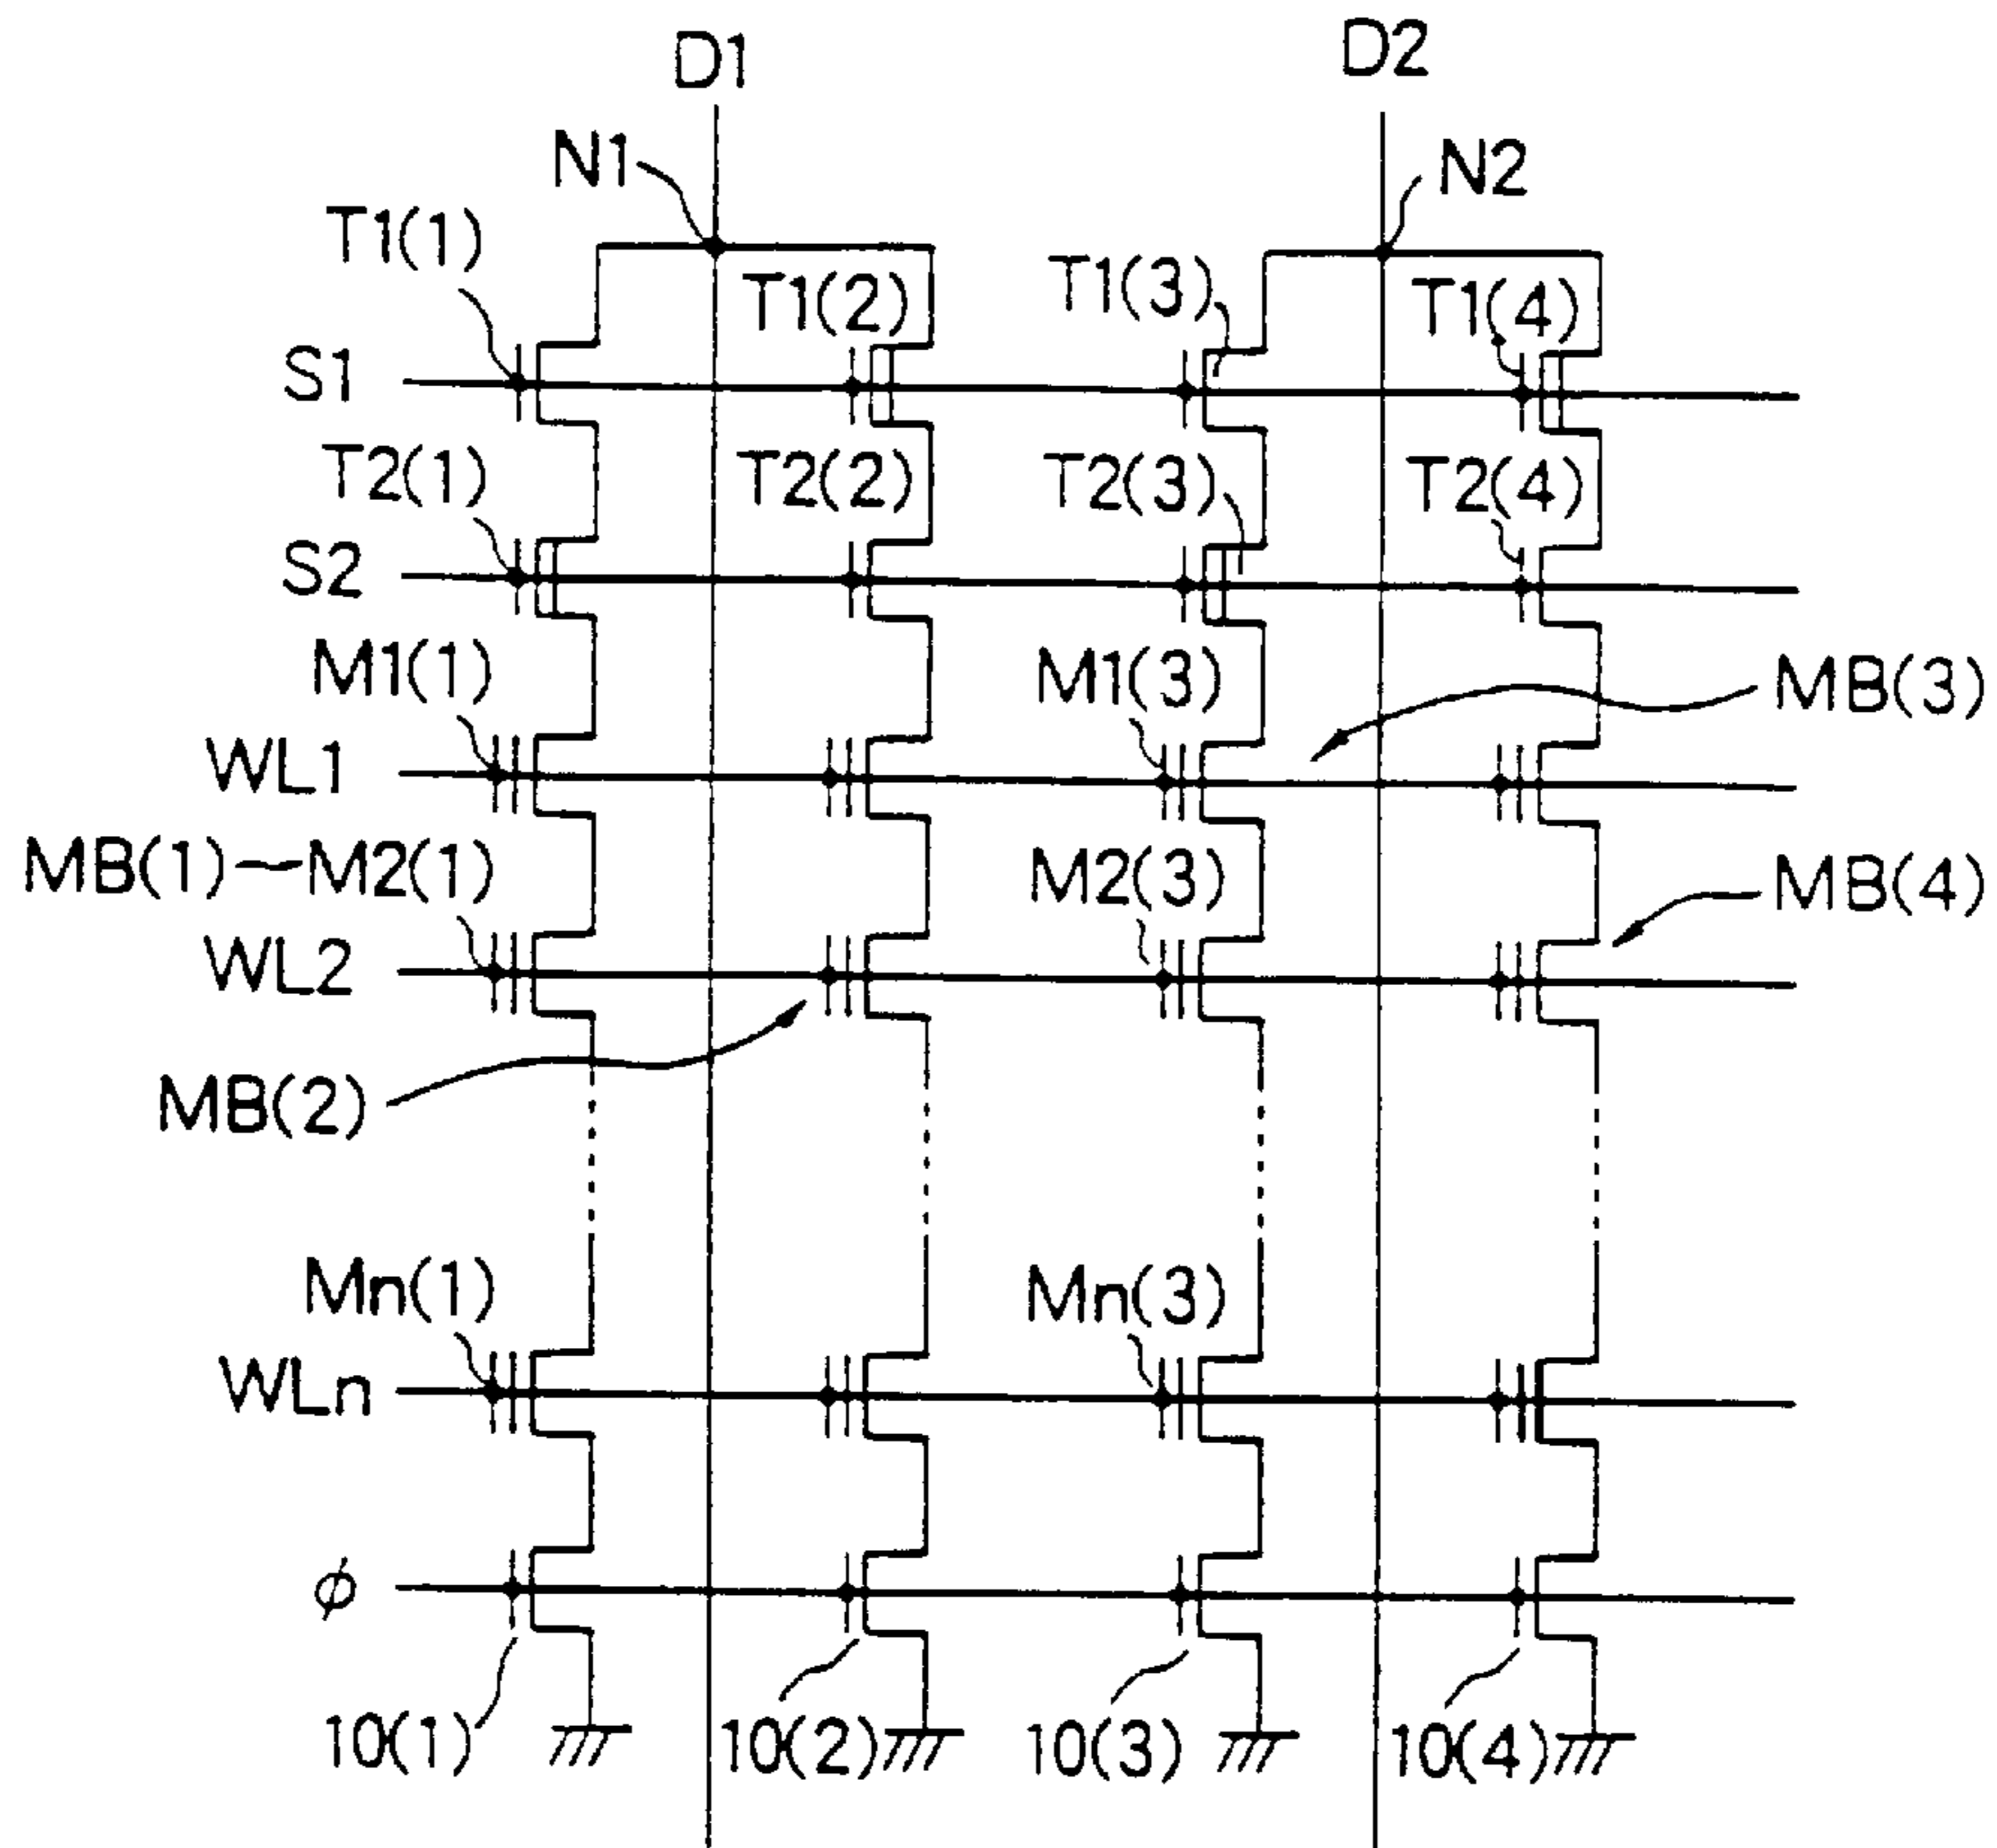 D1 D2
N1 N2
T1(1) T1(2) T1(3) T1(4)
S1
T2(1) T2(2) T2(3) T2(4)
S2
M1(1) M1(3) MB(3)
WL1
MB(1) M2(1) M2(3) MB(4)
WL2
MB(2)
Mn(1) Mn(3)
WLn
φ
10(1) 10(2) 10(3) 10(4)